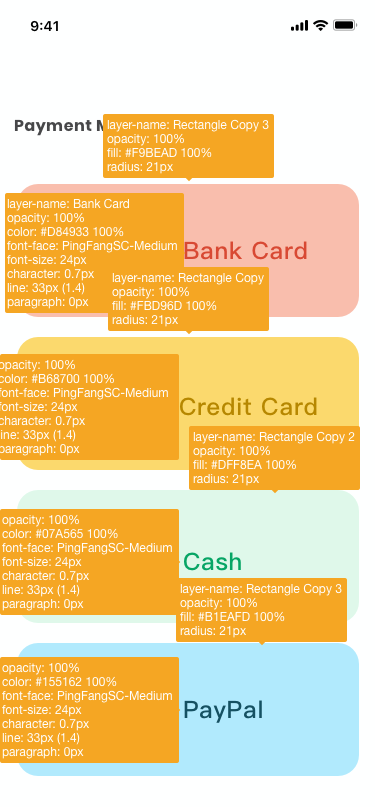 9:41
Payment M
layer-name: Rectangle Copy 3
opacity: 100%
fill: #F9BEAD 100%
radius: 21px
layer-name: Bank Card
opacity: 100%
color: #D84933 100%
font-face: PingFangSC-Medium
font-size: 24px
character: 0.7px
line: 33px (1.4)
paragraph: 0px
Bank Card
layer-name: Rectangle Copy
opacity: 100%
fill: #FBD96D 100%
radius: 21px
opacity: 100%
color: #B68700 100%
font-face: PingFangSC-Medium
font-size: 24px
character: 0.7px
line: 33px (1.4)
paragraph: 0px
Credit Card
layer-name: Rectangle Copy 2
opacity: 100%
fill: #DFF8EA 100%
radius: 21px
opacity: 100%
color: #07A565 100%
font-face: PingFangSC-Medium
font-size: 24px
character: 0.7px
line: 33px (1.4)
paragraph: 0px
Cash
layer-name: Rectangle Copy 3
opacity: 100%
fill: #B1EAFD 100%
radius: 21px
opacity: 100%
color: #155162 100%
font-face: PingFangSC-Medium
font-size: 24px
character: 0.7px
line: 33px (1.4)
paragraph: 0px
PayPal